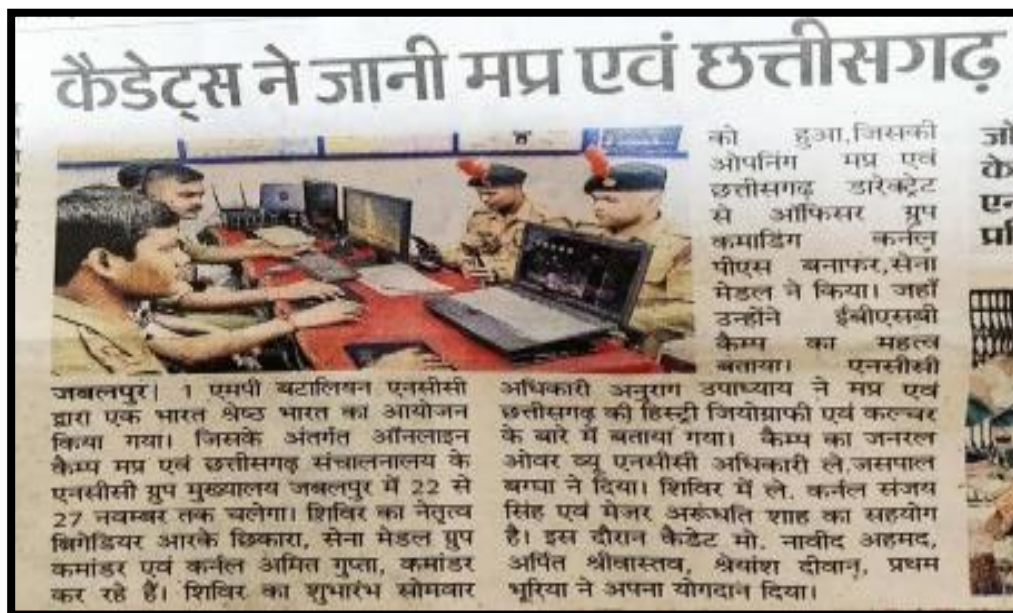 कैडेट्स ने जानी मप्र एवं छत्तीसगढ़
जबलपुर। 1 एमपी बटालियन एनसीसी
द्वारा एक भारत श्रेष्ठ भारत का आयोजन
किया गया। जिसके अंतर्गत ऑनलाइन
कैम्प मप्र एवं छत्तीसगढ़ संचालनालय के
एनसीसी ग्रुप मुख्यालय जबलपुर में 22 से
27 नवम्बर तक चलेगा। शिविर का नेतृत्व
ब्रिगेडियर आरके छिकारा, सेना मेडल ग्रुप
कमांडर एवं कर्नल अमित गुप्ता, कमांडर
कर रहे हैं। शिविर का शुभारंभ सोमवार
को हुआ,जिसकी
ओपनिंग मप्र एवं
छत्तीसगढ़ डारेक्ट्रेट
से ऑफिसर ग्रुप
कमाडिंग कर्नल
पीएस बनाफर,सेना
मेडल ने किया। जहाँ
उन्होंने ईबीएसबी
कैम्प का महत्व
बताया। एनसीसी
अधिकारी अनुराग उपाध्याय ने मप्र एवं
छत्तीसगढ़ की हिस्ट्री जियोग्राफी एवं कल्चर
के बारे में बताया गया। कैम्प का जनरल
ओवर व्यू एनसीसी अधिकारी ले.जसपाल
बग्घा ने दिया। शिविर में ले. कर्नल संजय
सिंह एवं मेजर अरूंधति शाह का सहयोग
है। इस दौरान कैडेट मो. नावीद अहमद,
अर्पित श्रीवास्तव, श्रेयांश दीवान, प्रथम
भूरिया ने अपना योगदान दिया।
जो
के
एन
प्रि